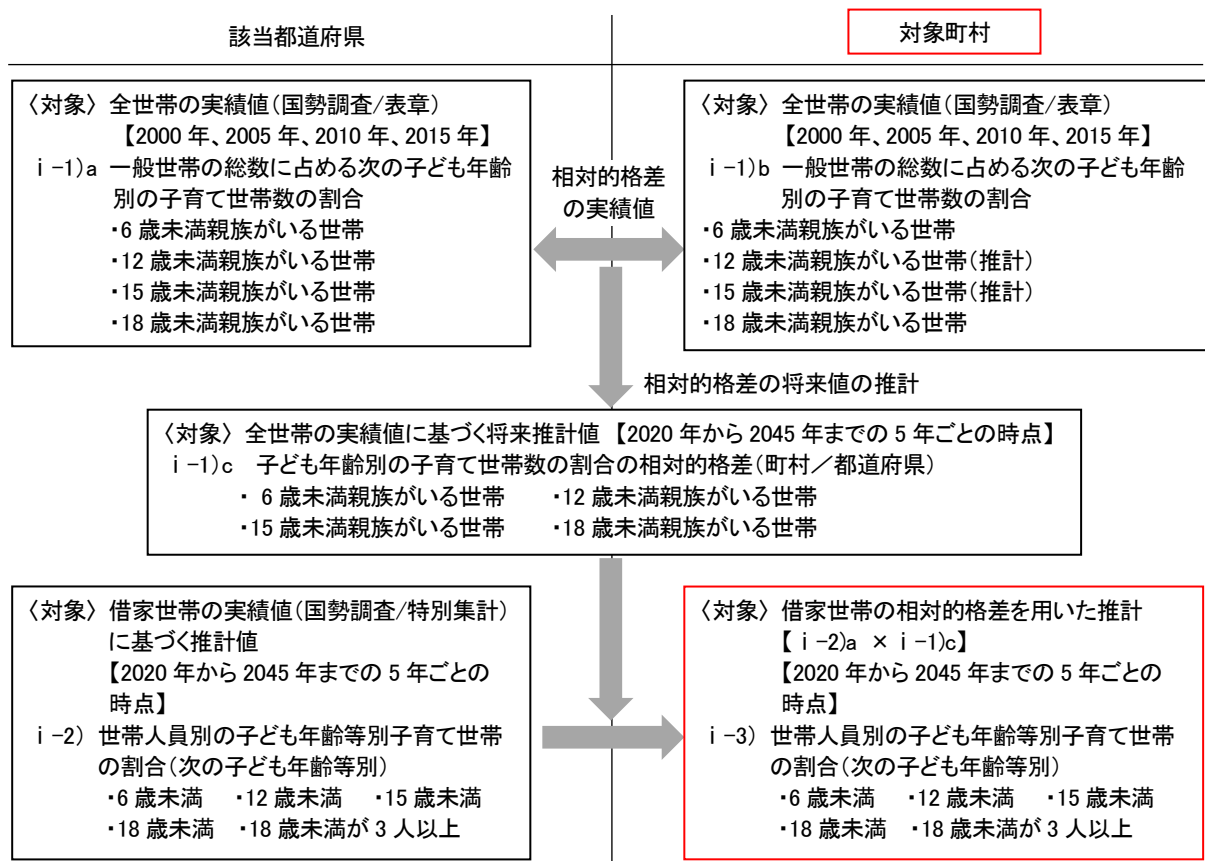 該当都道府県
対象町村
〈対象〉 全世帯の実績値(国勢調査/表章)
【2000 年、2005 年、2010 年、2015 年】
ⅰ-1)a 一般世帯の総数に占める次の子ども年齢
別の子育て世帯数の割合
・6 歳未満親族がいる世帯
・12 歳未満親族がいる世帯
・15 歳未満親族がいる世帯
・18 歳未満親族がいる世帯
相対的格差
の実績値
〈対象〉 全世帯の実績値(国勢調査/表章)
【2000 年、2005 年、2010 年、2015 年】
ⅰ-1)b 一般世帯の総数に占める次の子ども年齢
別の子育て世帯数の割合
・6 歳未満親族がいる世帯
・12 歳未満親族がいる世帯(推計)
・15 歳未満親族がいる世帯(推計)
・18 歳未満親族がいる世帯
相対的格差の将来値の推計
〈対象〉 全世帯の実績値に基づく将来推計値 【2020 年から 2045 年までの 5 年ごとの時点】
ⅰ-1)c 子ども年齢別の子育て世帯数の割合の相対的格差(町村/都道府県)
・ 6 歳未満親族がいる世帯 ・12 歳未満親族がいる世帯
・15 歳未満親族がいる世帯 ・18 歳未満親族がいる世帯
〈対象〉 借家世帯の実績値(国勢調査/特別集計)
に基づく推計値
【2020 年から 2045 年までの 5 年ごとの
時点】
ⅰ-2) 世帯人員別の子ども年齢等別子育て世帯
の割合(次の子ども年齢等別)
・6 歳未満 ・12 歳未満 ・15 歳未満
・18 歳未満 ・18 歳未満が 3 人以上
〈対象〉 借家世帯の相対的格差を用いた推計
【ⅰ-2)a × ⅰ-1)c】
【2020 年から 2045 年までの 5 年ごとの
時点】
ⅰ-3) 世帯人員別の子ども年齢等別子育て世帯
の割合(次の子ども年齢等別)
・6 歳未満 ・12 歳未満 ・15 歳未満
・18 歳未満 ・18 歳未満が 3 人以上